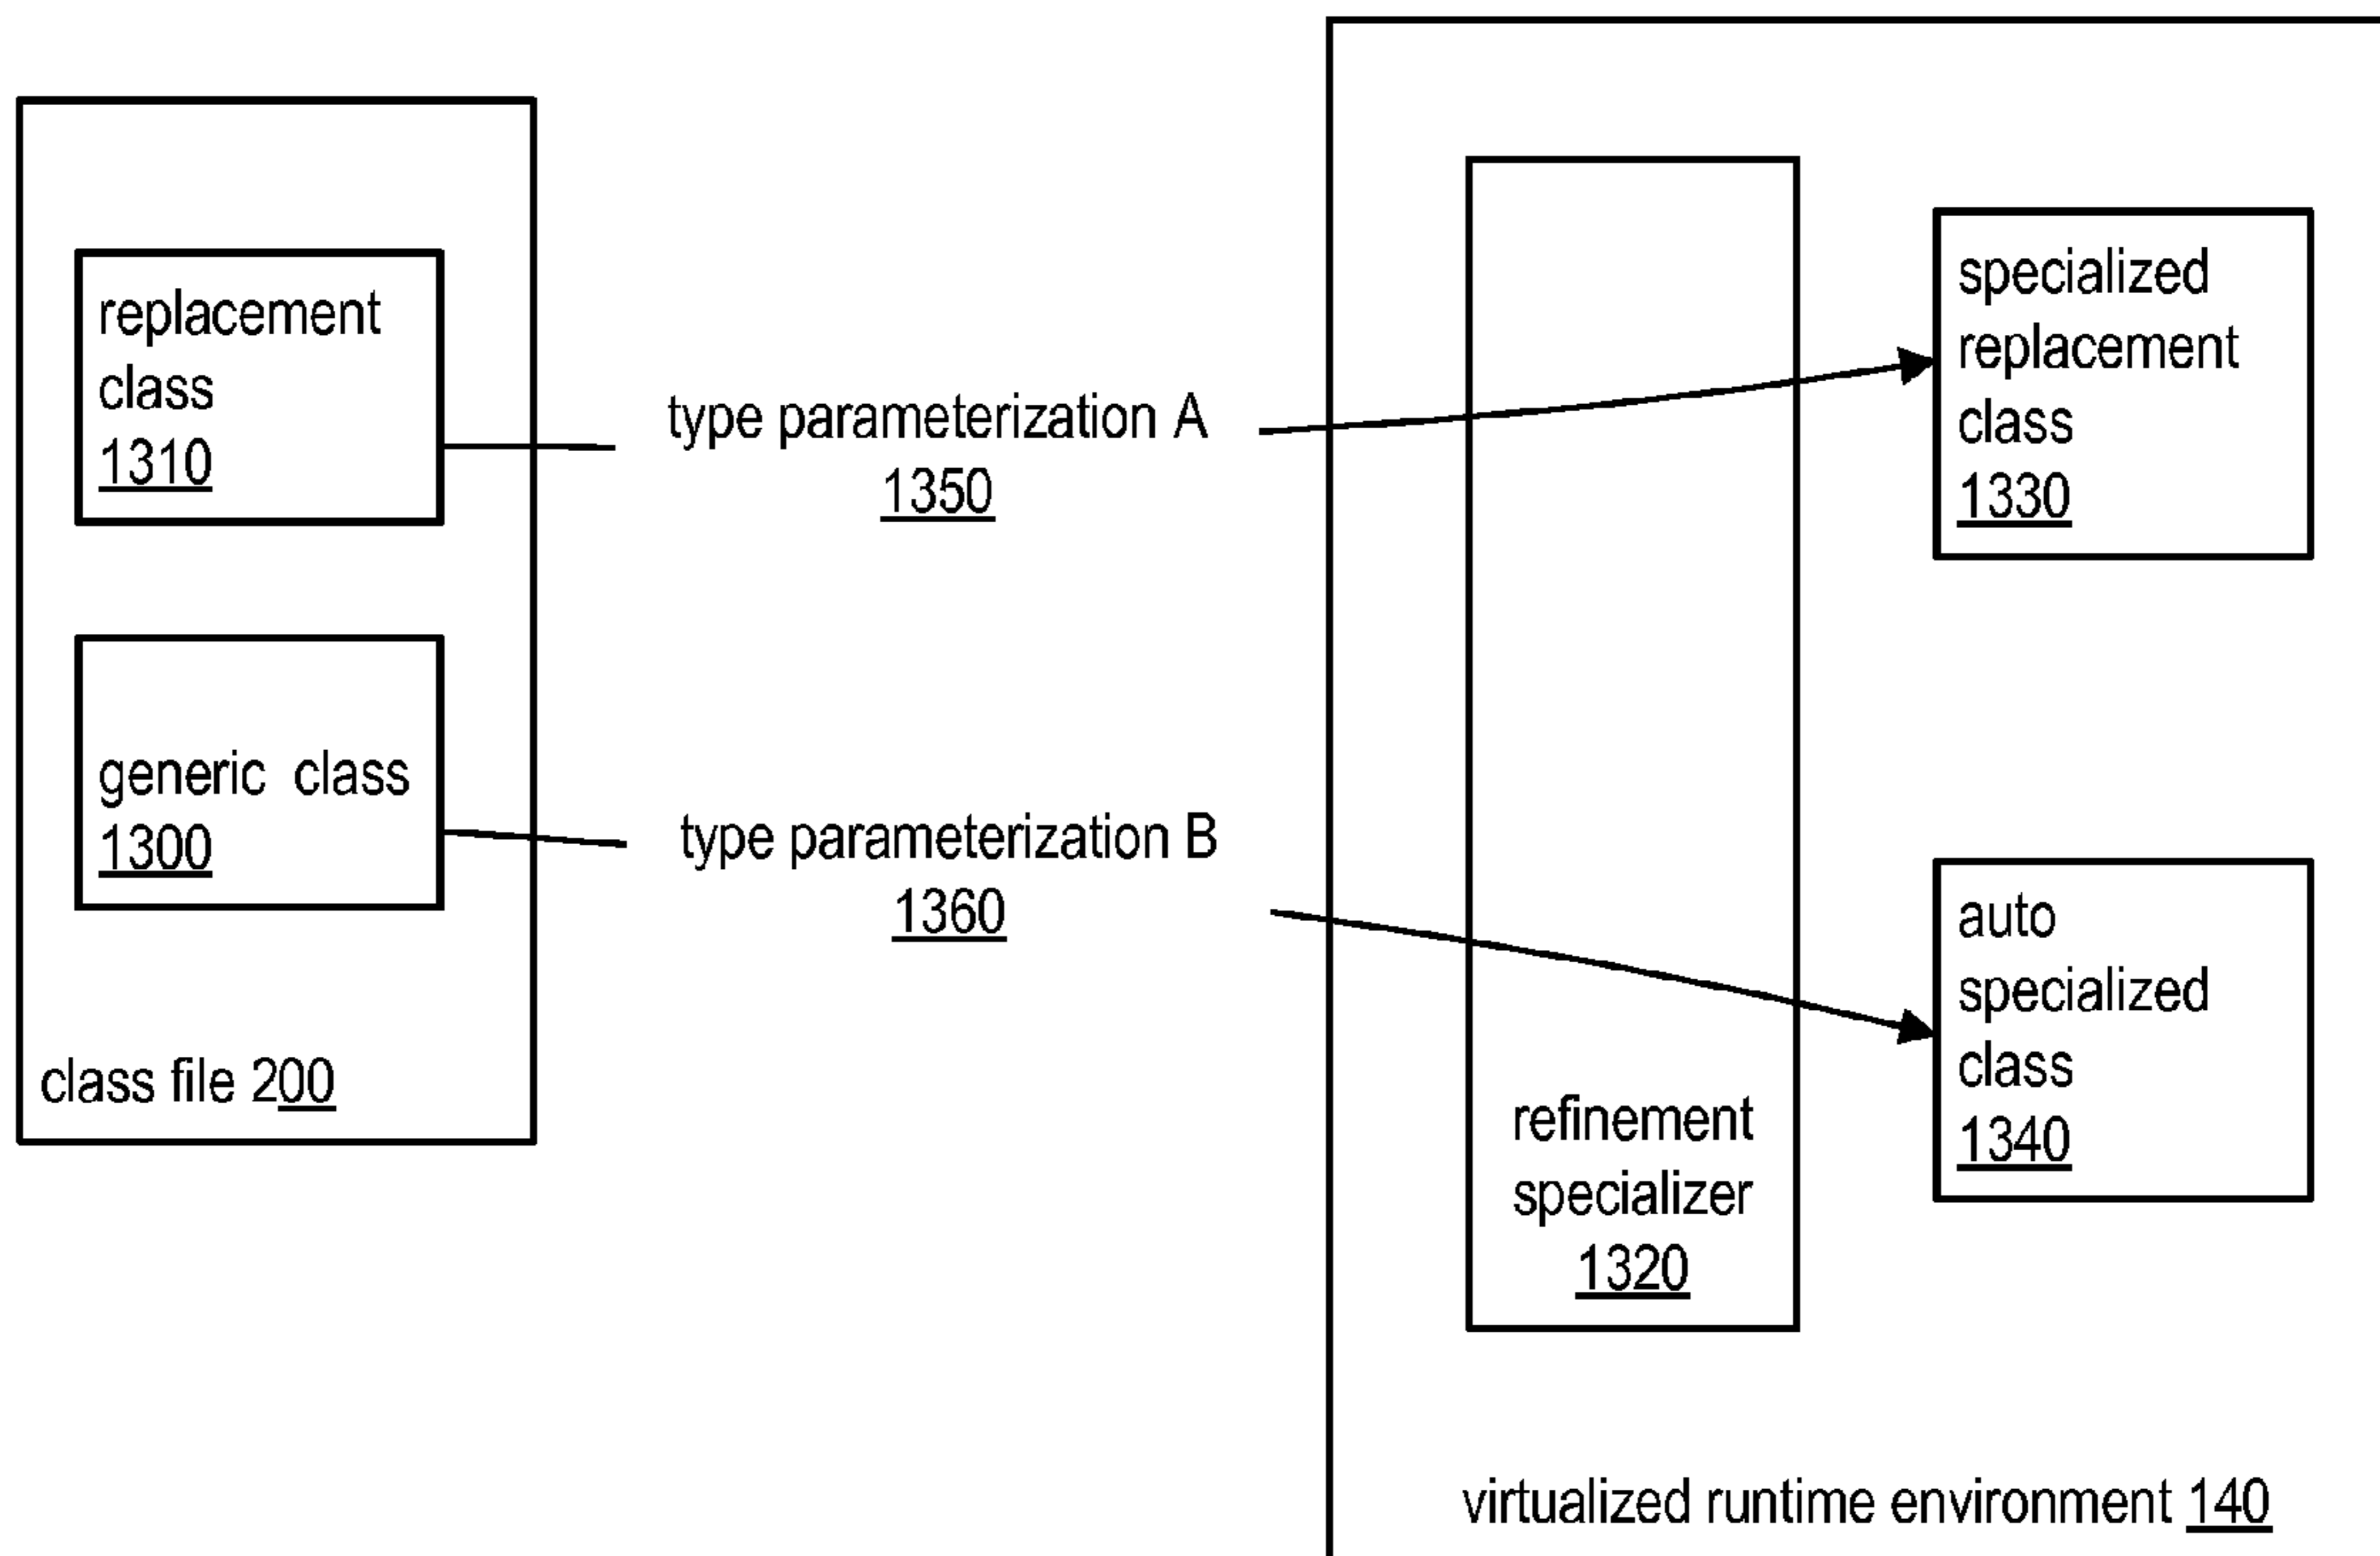 replacement
class
1310
generic class
1300
class file 200
type parameterization A
1350
type parameterization B
1360
refinement
specializer
1320
specialized
replacement
class
1330
auto
specialized
class
1340
virtualized runtime environment 140